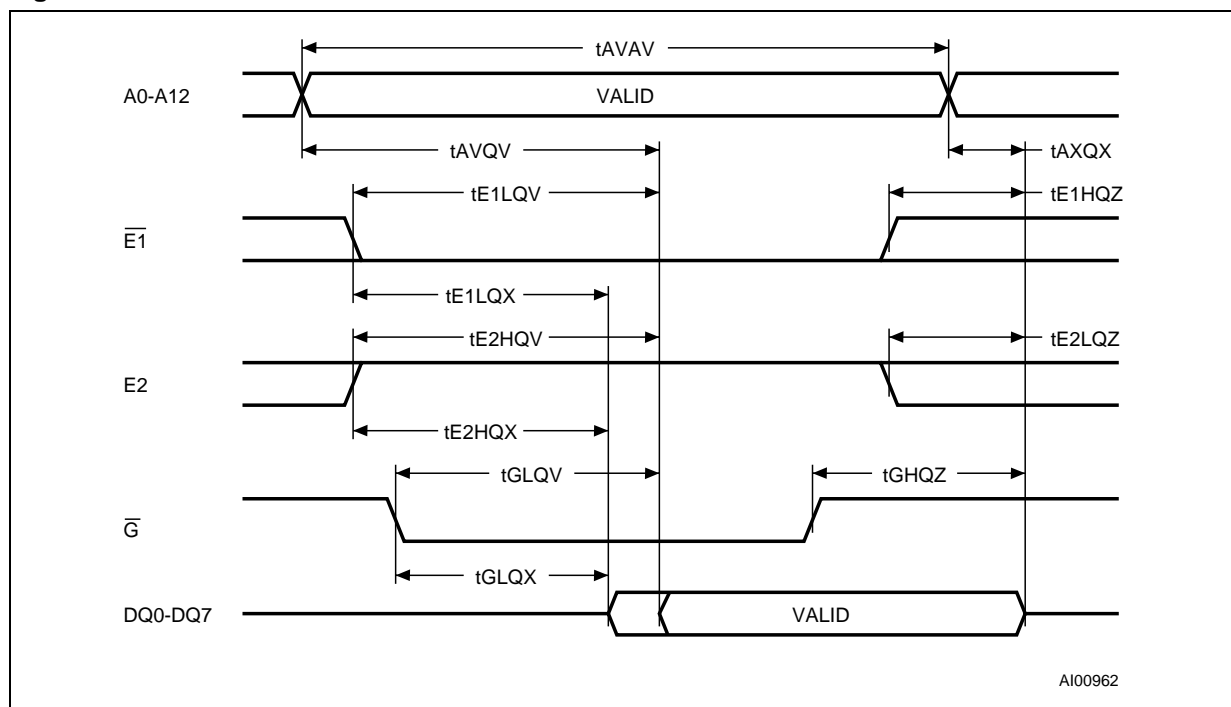 tAVAV
A0-A12
VALID
tAVQV
tAXQX
tE1LQV
tE1HQZ
E1
tE1LQX
tE2HQV
tE2LQZ
E2
tE2HQX
tGLQV
tGHQZ
G
tGLQX
DQ0-DQ7
VALID
AI00962